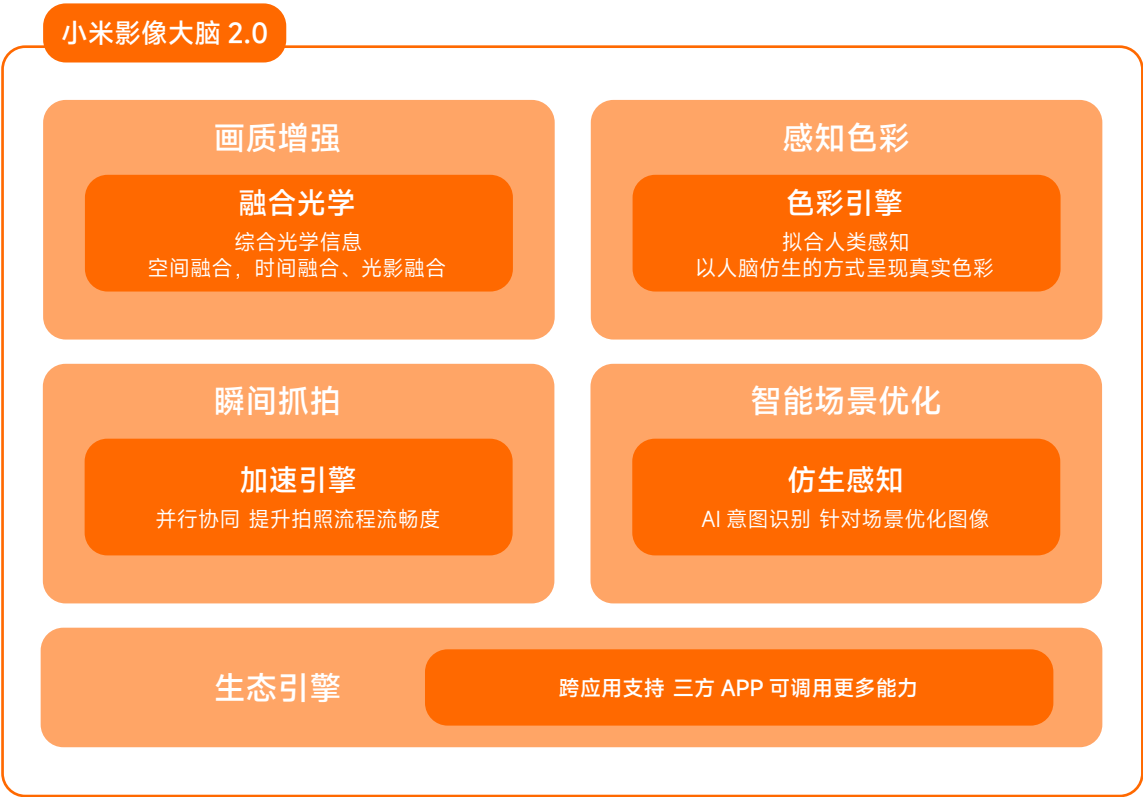 小米影像大脑 2.0
画质增强
融合光学
综合光学信息
空间融合，时间融合、光影融合
感知色彩
色彩引擎
拟合人类感知
以人脑仿生的方式呈现真实色彩
瞬间抓拍
加速引擎
并行协同 提升拍照流程流畅度
智能场景优化
仿生感知
AI 意图识别 针对场景优化图像
生态引擎
跨应用支持 三方 APP 可调用更多能力